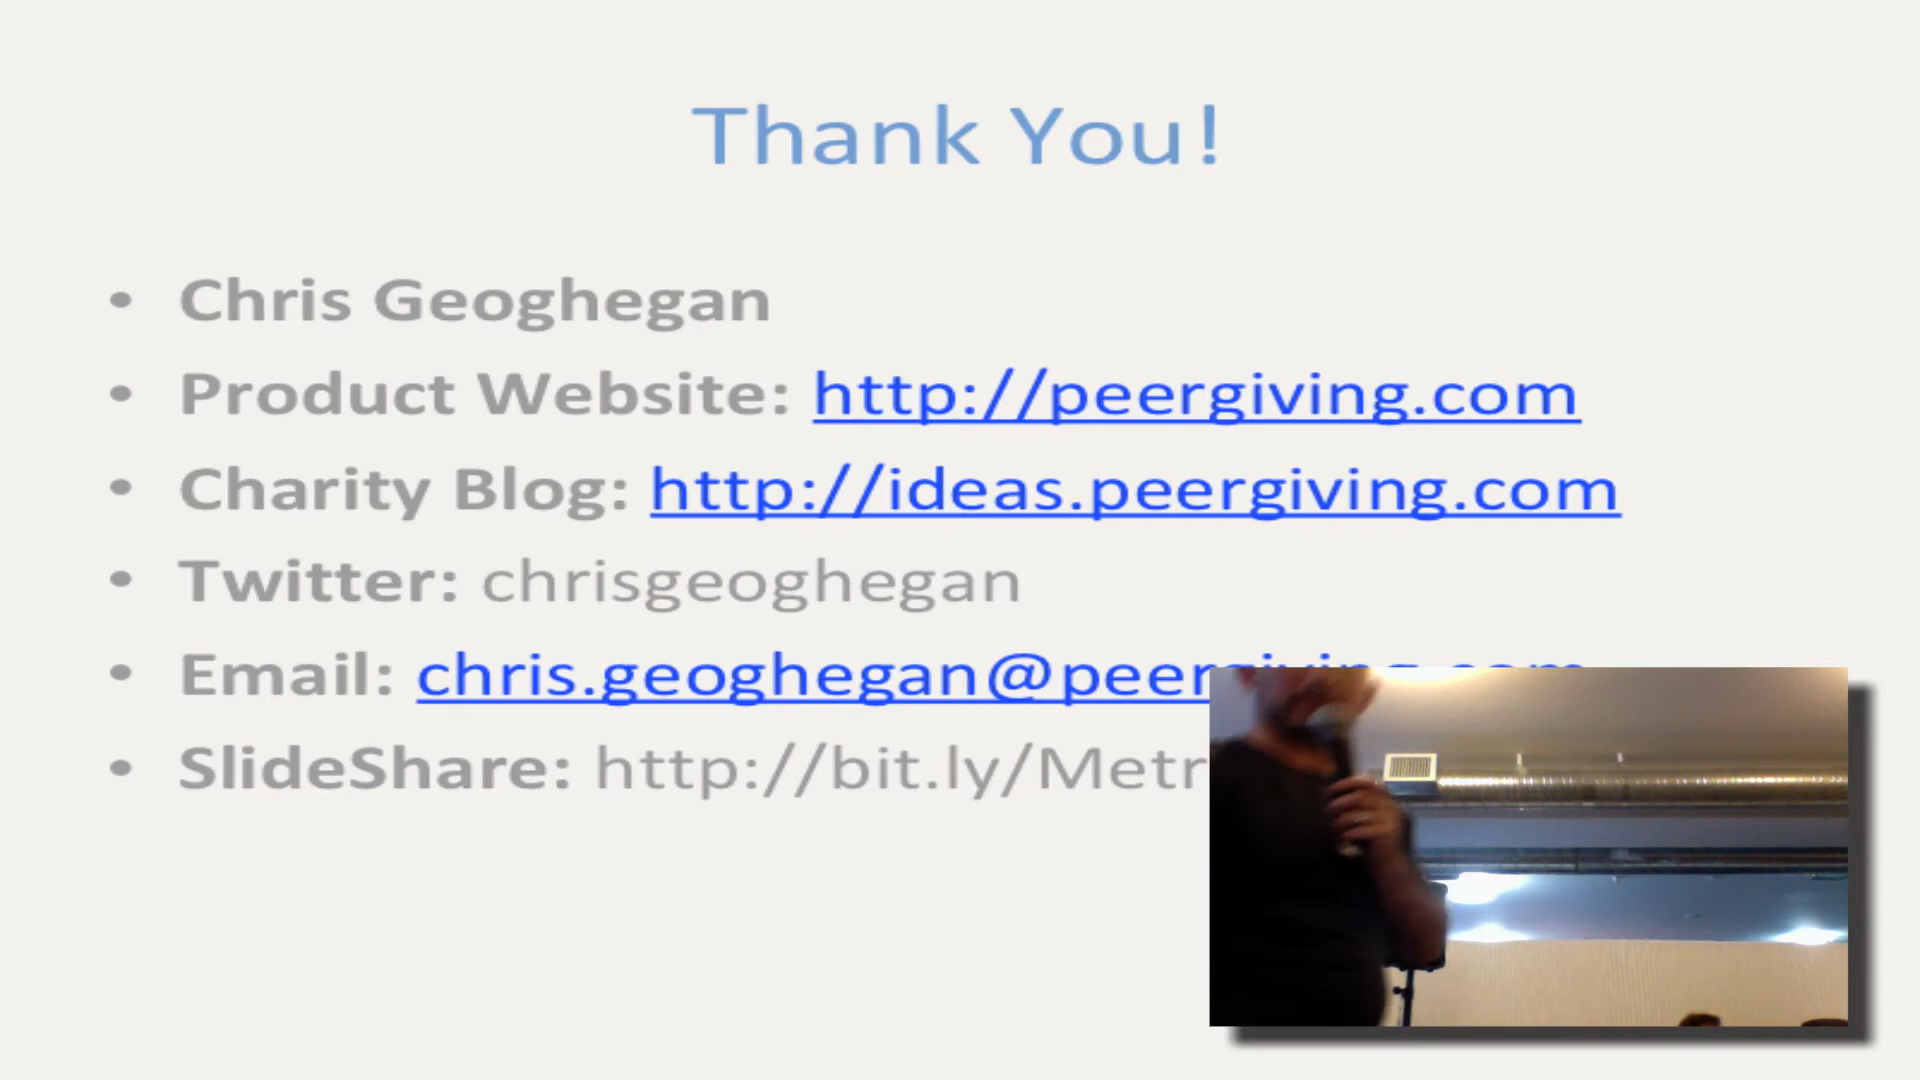 Thank You!
• Chris Geoghegan
• Product Website: http://peergiving.com
• Charity Blog: http://ideas.peergiving.com
• Twitter: chrisgeoghegan
• Email: chris.geoghegan@peergiving.com
• SlideShare: http://bit.ly/Metr